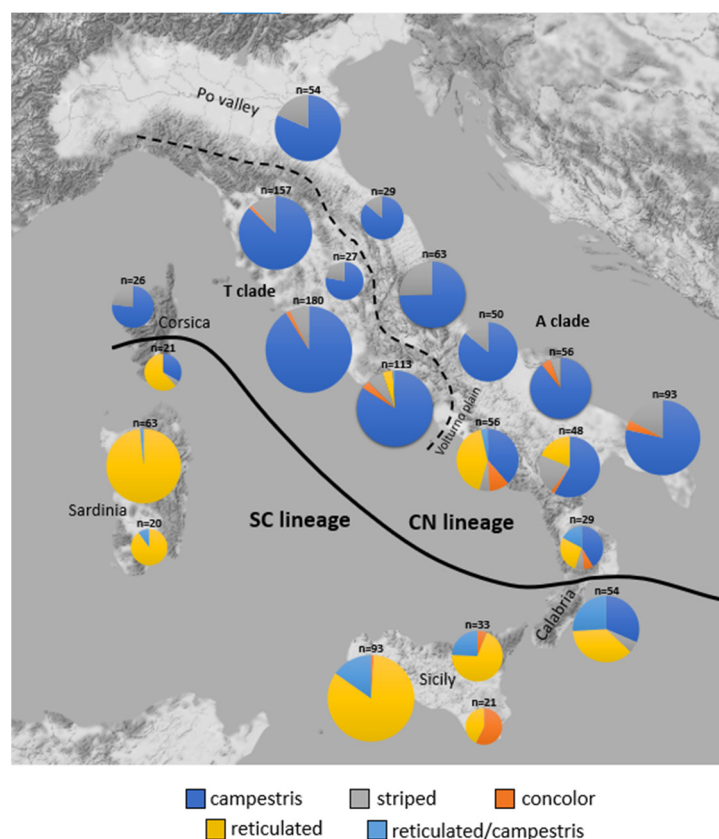 n=54
Po valley
n=157
n=29
n=27
n=63
n=26
T clade
n=180
Corsica
n=50
A clade
n=21
n=56
n=113
n=93
Volturno plain
n=63
n=56
n=48
Sardinia
SC lineage
CN lineage
n=20
n=29
n=54
Calabria
n=33
n=93
Sicily
n=21
campestris striped concolor
reticulated reticulated/campestris